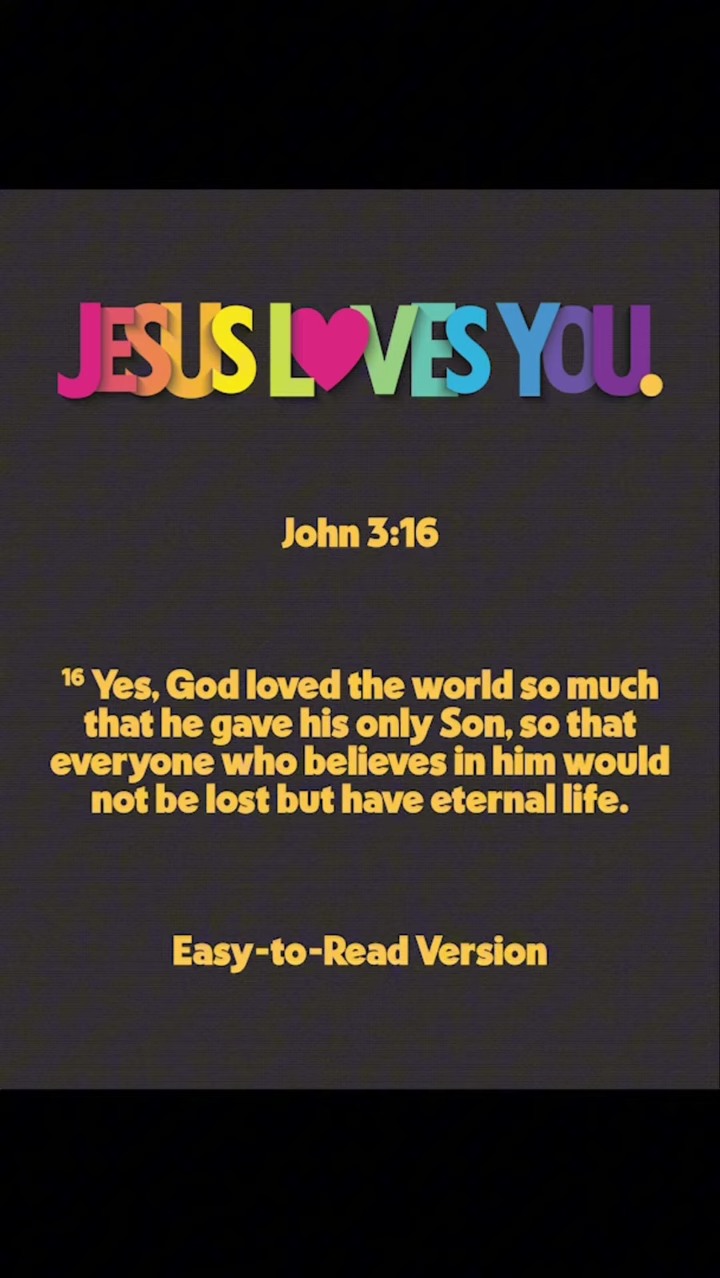 JESUS L♥VES YOU.
John 3:16
16 Yes, God loved the world so much
that he gave his only Son, so that
everyone who believes in him would
not be lost but have eternal life.
Easy-to-Read Version